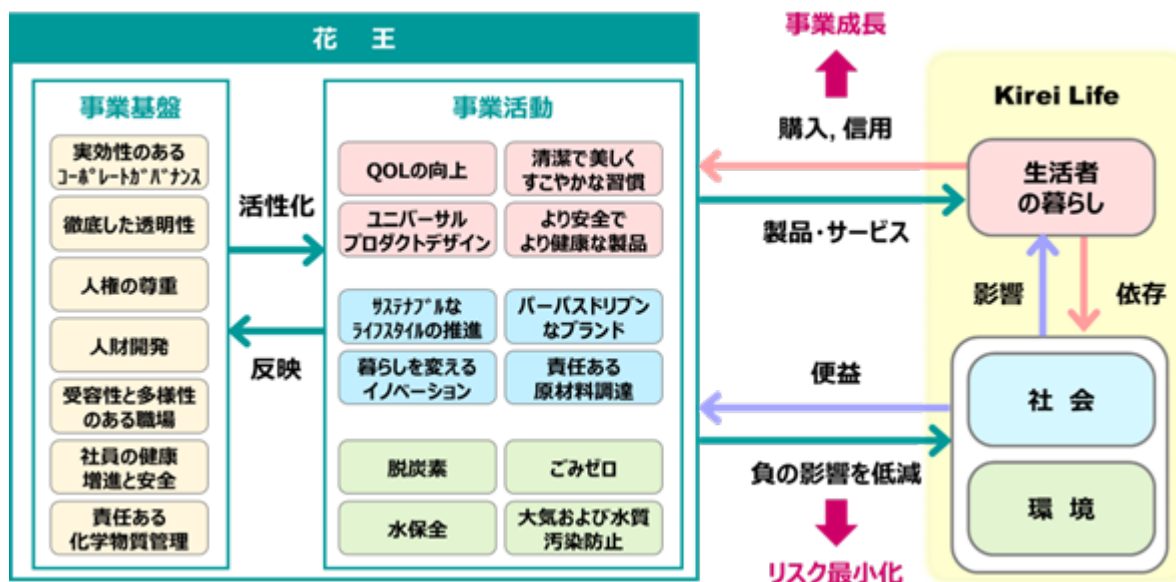 花 王
事業基盤
実効性のある
ｺｰﾎﾟﾚｰﾄｶﾞﾊﾞﾅﾝｽ
徹底した透明性
人権の尊重
人財開発
受容性と多様性
のある職場
社員の健康
増進と安全
責任ある
化学物質管理
活性化
反映
事業活動
QOLの向上
清潔で美しく
すこやかな習慣
ユニバーサル
プロダクトデザイン
より安全で
より健康な製品
ｻｽﾃﾅﾌﾞﾙな
ﾗｲﾌｽﾀｲﾙの推進
パーパスドリブン
なブランド
暮らしを変える
イノベーション
責任ある
原材料調達
脱炭素
ごみゼロ
水保全
大気および水質
汚染防止
事業成長
購入, 信用
製品・サービス
便益
負の影響を低減
リスク最小化
Kirei Life
生活者
の暮らし
影響
依存
社 会
環 境